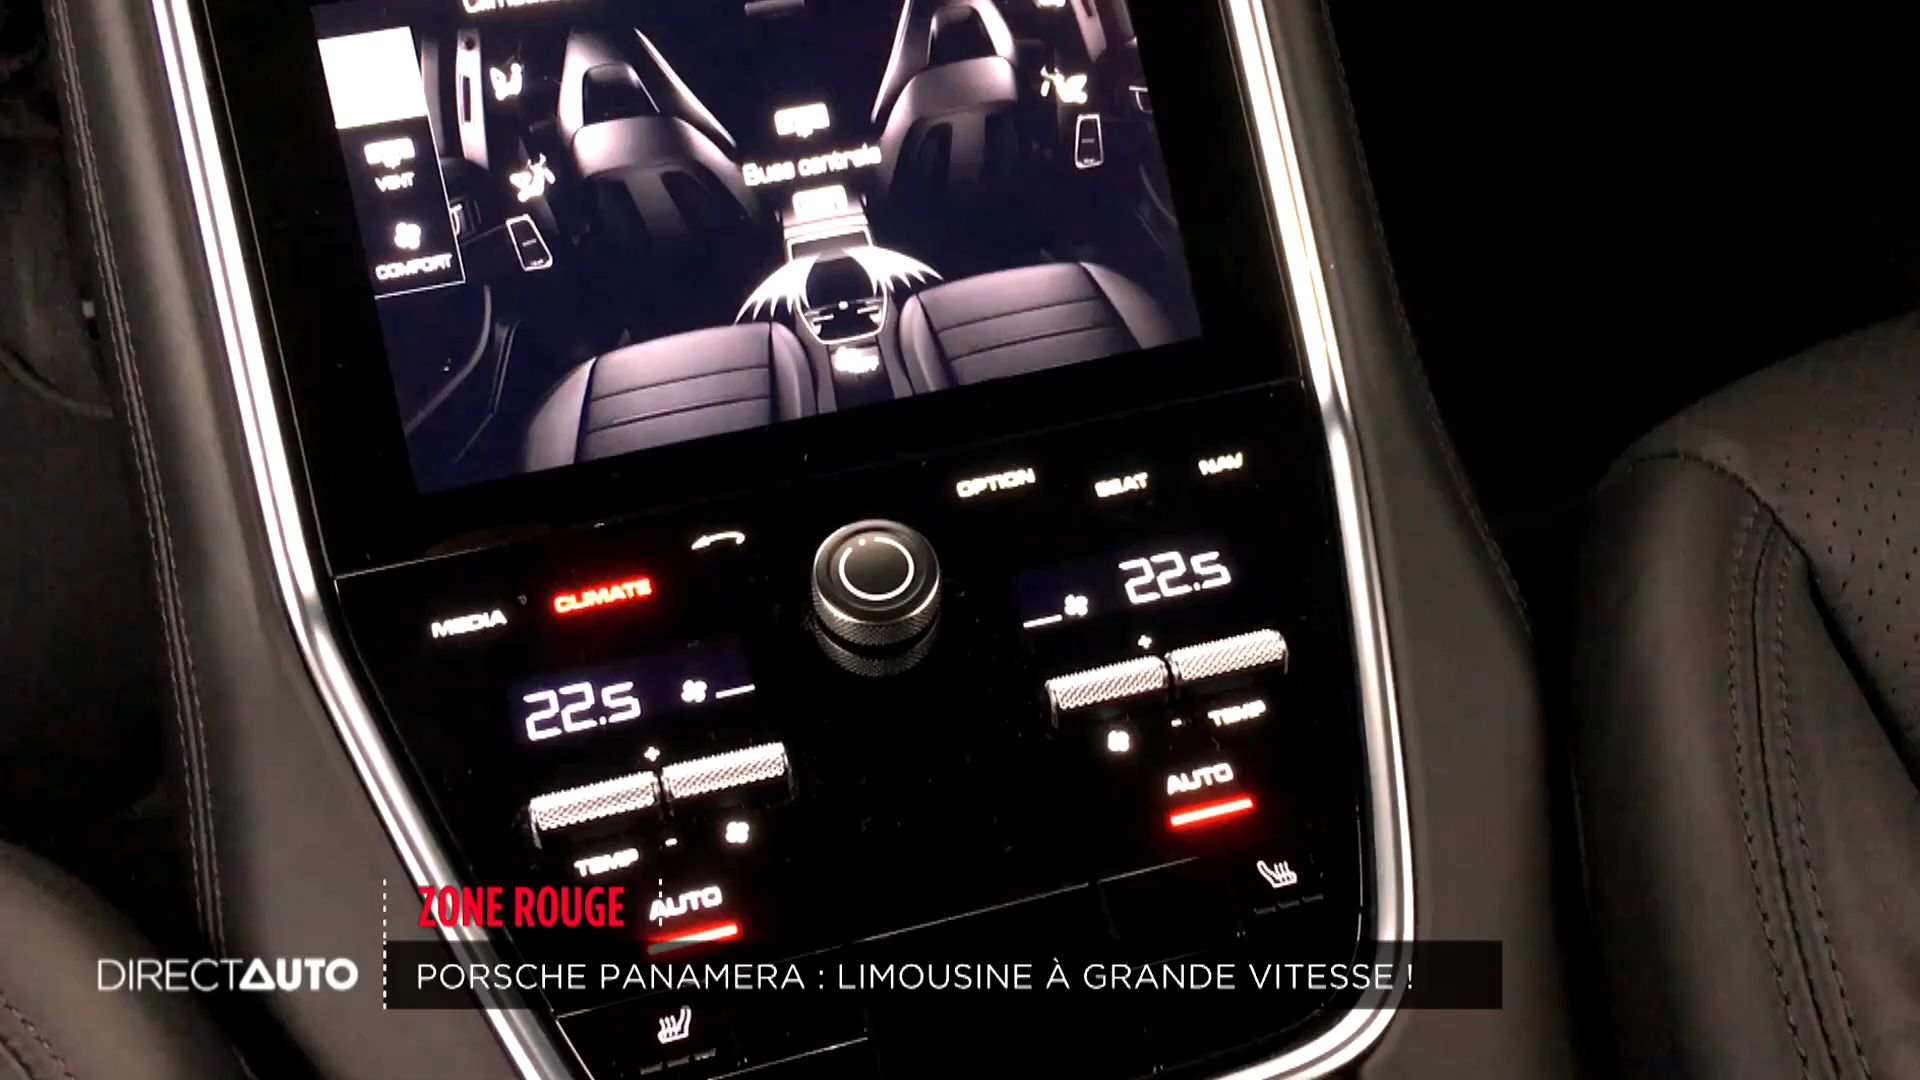 VENT
COMFORT
Buse centrale
OPTION
SEAT
NAV
MEDIA
CLIMATE
22.5
22.5
+
+
- TEMP
TEMP -
AUTO
AUTO
ZONE ROUGE
DIRECTAUTO
PORSCHE PANAMERA : LIMOUSINE À GRANDE VITESSE !